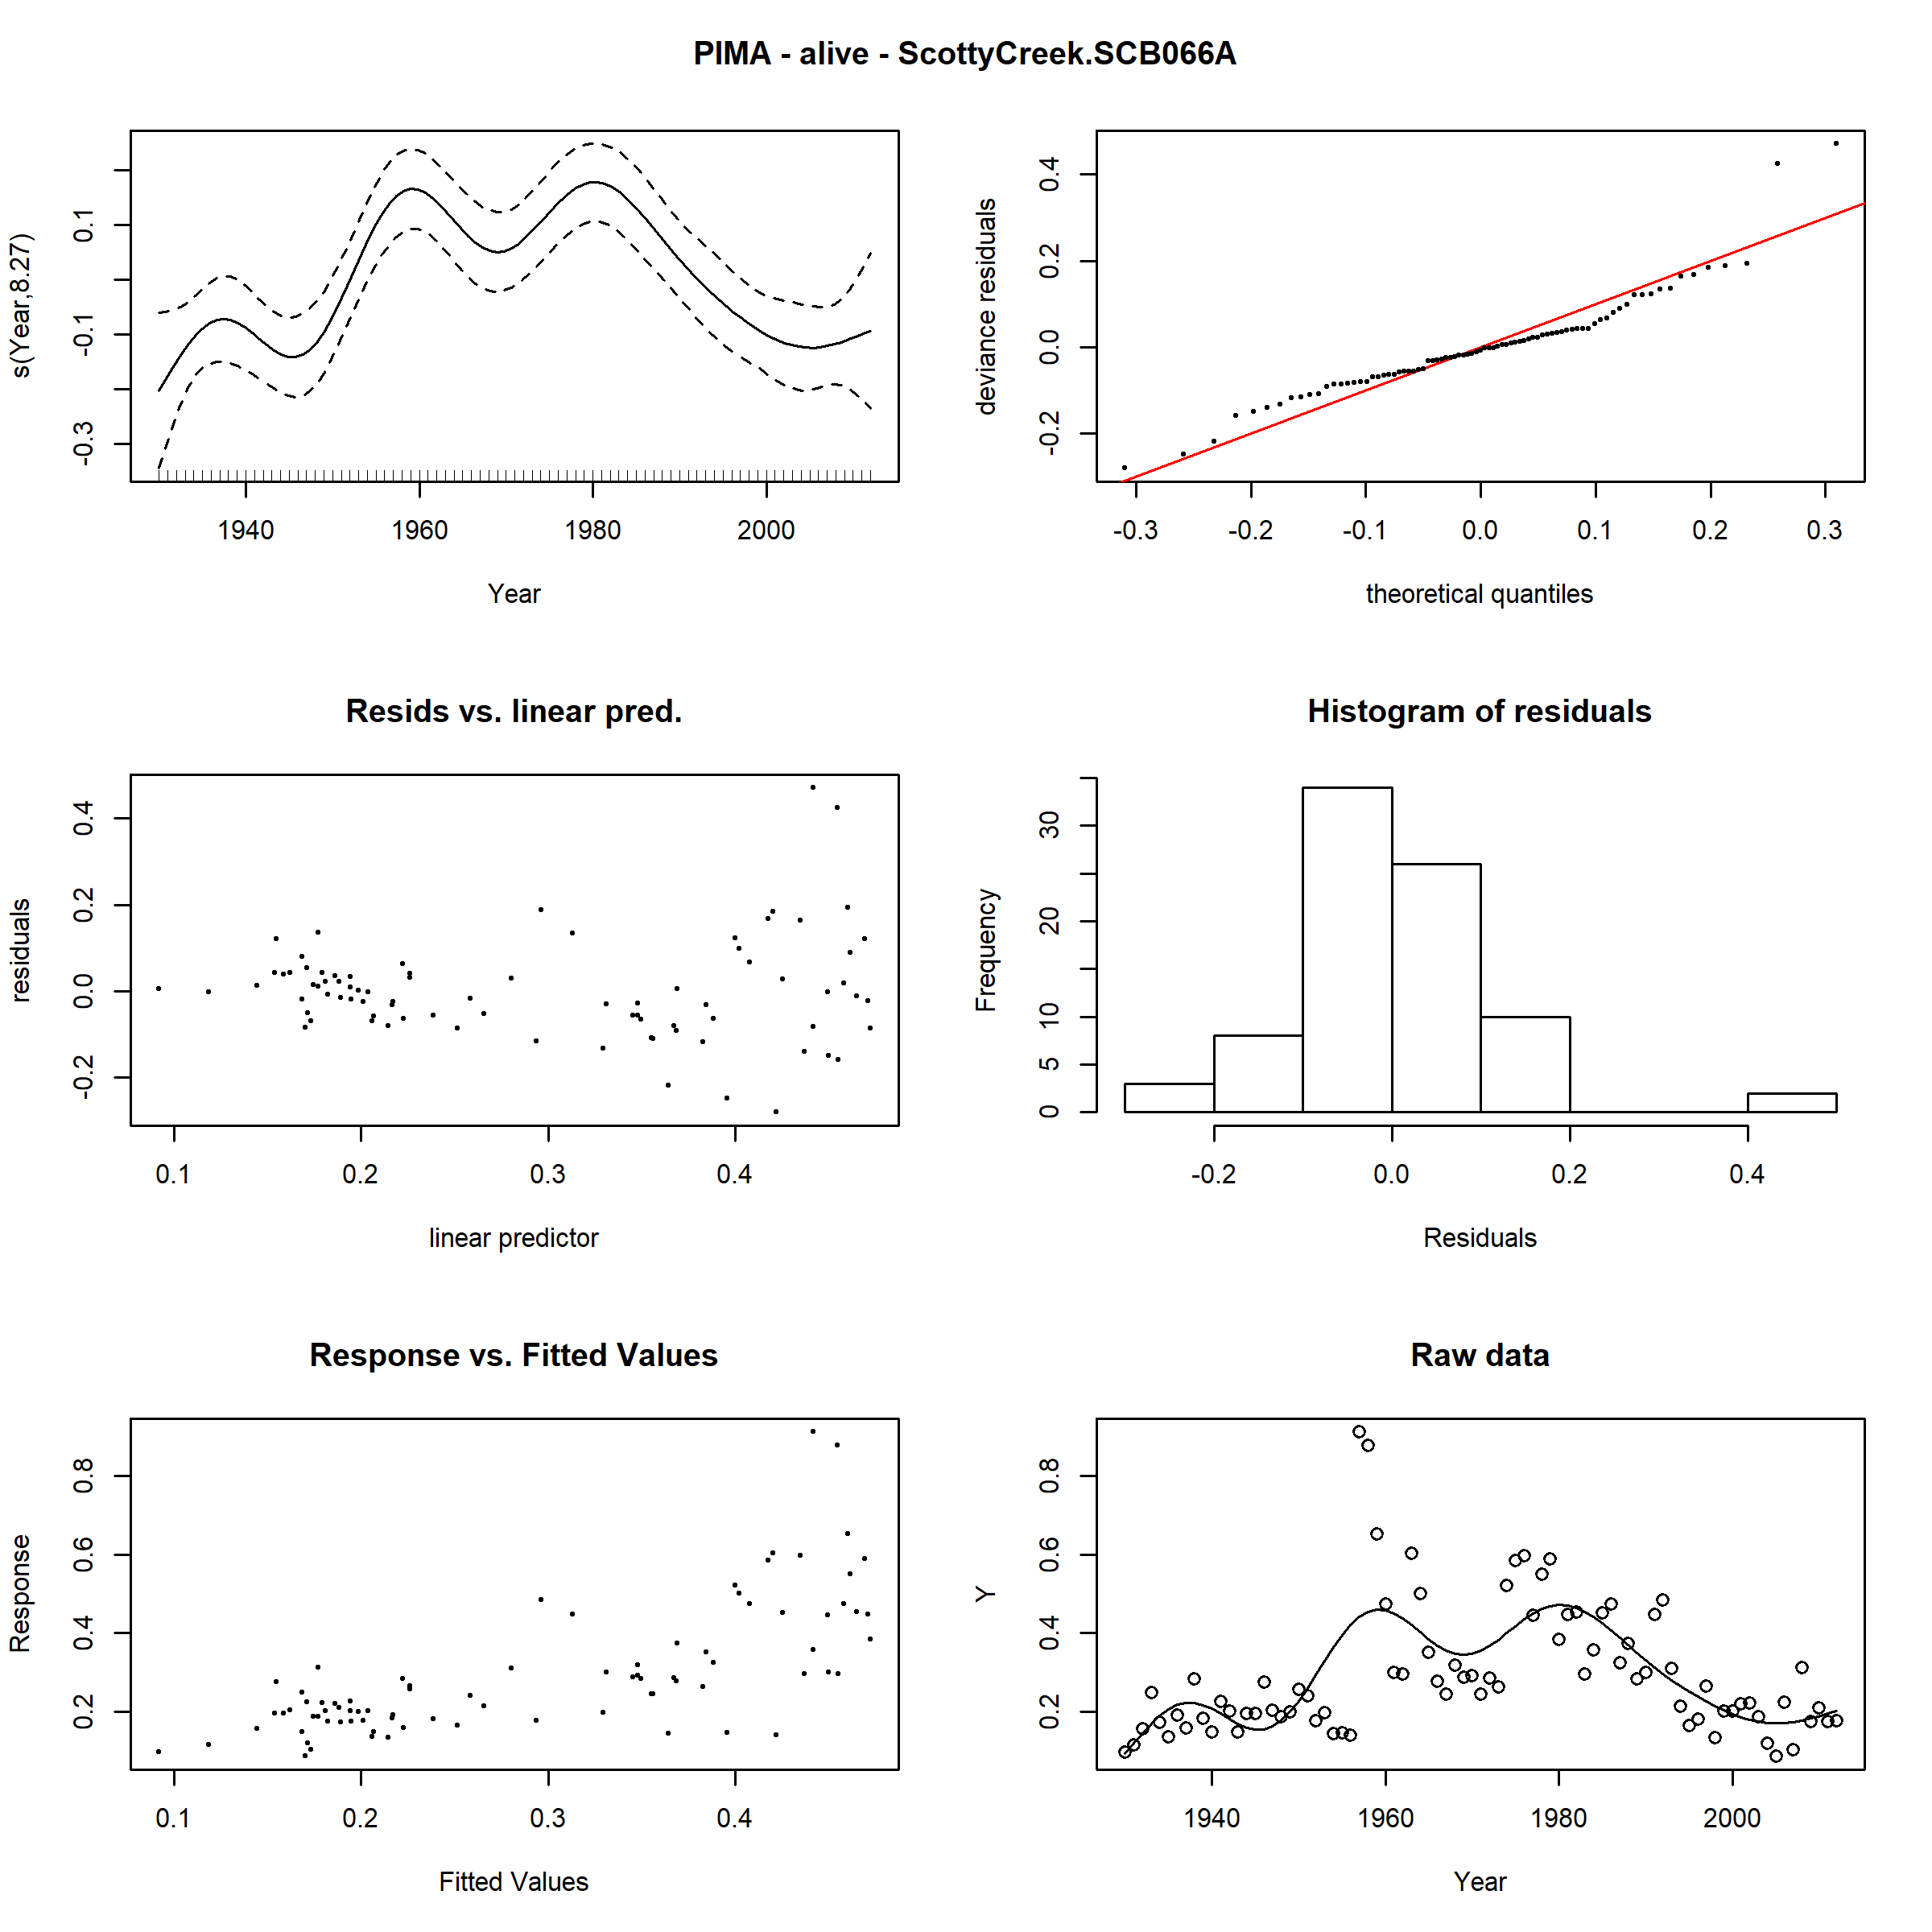 PIMA - alive - ScottyCreek.SCB066A
s(Year,8.27)
-0.3 -0.1 0.1
1940 1960 1980 2000
Year
deviance residuals
-0.2 0.0 0.2 0.4
-0.3 -0.2 -0.1 0.0 0.1 0.2 0.3
theoretical quantiles
Resids vs. linear pred.
residuals
-0.2 0.0 0.2 0.4
0.1 0.2 0.3 0.4
linear predictor
Histogram of residuals
Frequency
0 5 10 20 30
-0.2 0.0 0.2 0.4
Residuals
Response vs. Fitted Values
Response
0.2 0.4 0.6 0.8
0.1 0.2 0.3 0.4
Fitted Values
Raw data
Y
0.2 0.4 0.6 0.8
1940 1960 1980 2000
Year